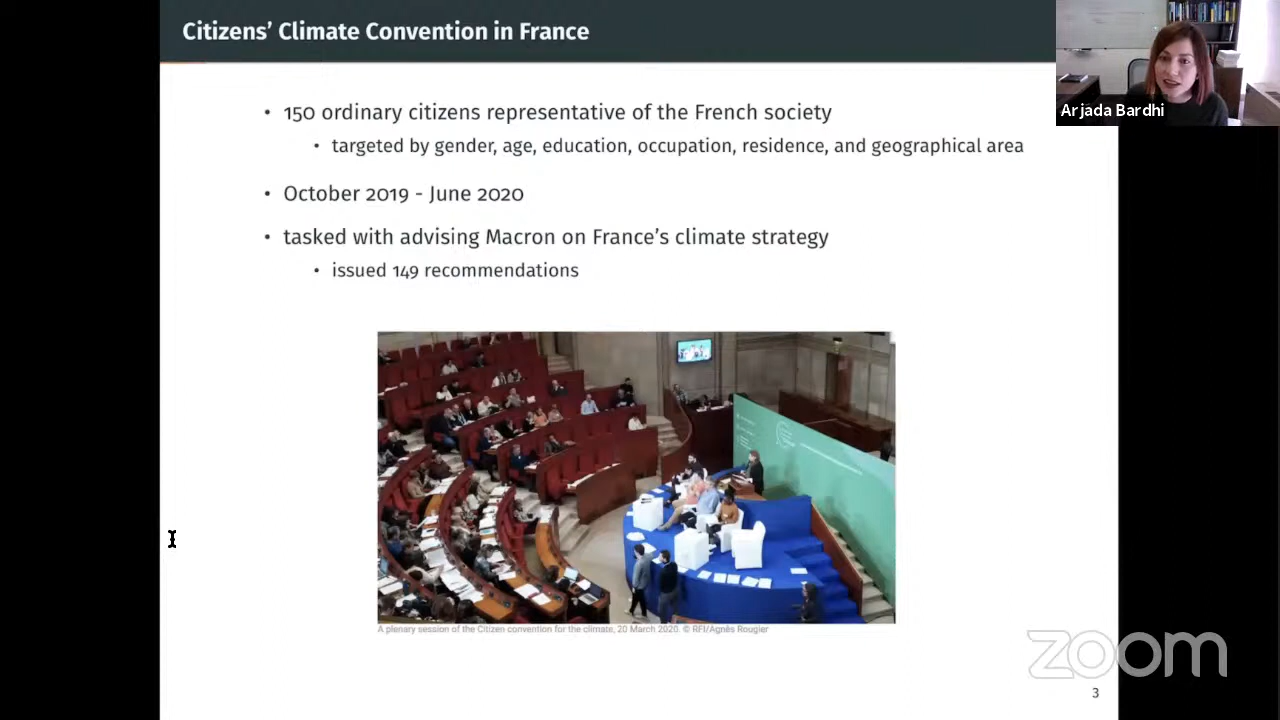 Citizens' Climate Convention in France
Arjada Bardhi
• 150 ordinary citizens representative of the French society
• targeted by gender, age, education, occupation, residence, and geographical area
• October 2019 - June 2020
• tasked with advising Macron on France's climate strategy
• issued 149 recommendations
A plenary session of the Citizen convention for the climate, 20 March 2020. © RFI/Agnès Rougier
zoom
3